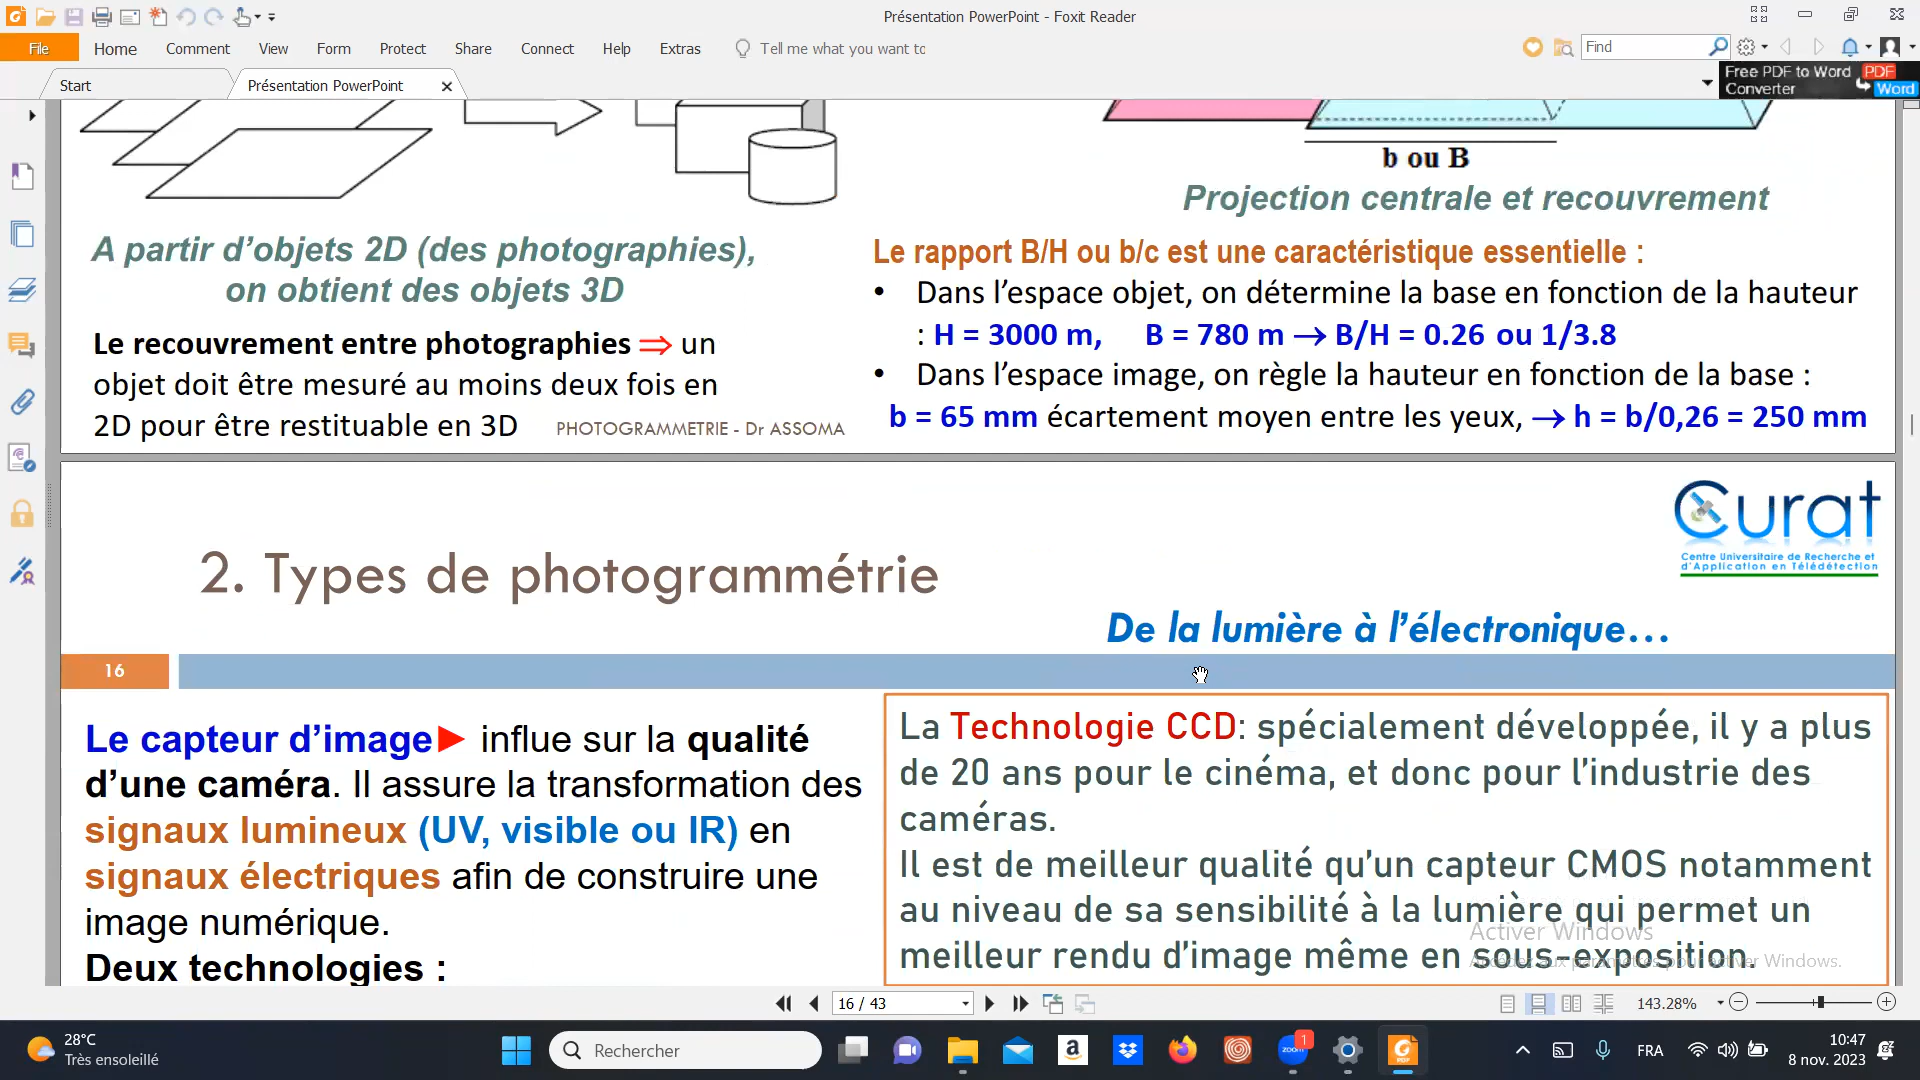 Présentation PowerPoint - Foxit Reader
File Home Comment View Form Protect Share Connect Help Extras Tell me what you want to Find
Start Présentation PowerPoint
Free PDF to Word PDF
Converter Word
b ou B
Projection centrale et recouvrement
A partir d’objets 2D (des photographies),
on obtient des objets 3D
Le recouvrement entre photographies ⇒ un
objet doit être mesuré au moins deux fois en
2D pour être restituable en 3D
PHOTOGRAMMETRIE - Dr ASSOMA
Le rapport B/H ou b/c est une caractéristique essentielle :
• Dans l’espace objet, on détermine la base en fonction de la hauteur
: H = 3000 m, B = 780 m → B/H = 0.26 ou 1/3.8
• Dans l’espace image, on règle la hauteur en fonction de la base :
b = 65 mm écartement moyen entre les yeux, → h = b/0,26 = 250 mm
Curat
Centre Universitaire de Recherche et
d'Application en Télédétection
2. Types de photogrammétrie
De la lumière à l’électronique...
16
Le capteur d’image► influe sur la qualité
d’une caméra. Il assure la transformation des
signaux lumineux (UV, visible ou IR) en
signaux électriques afin de construire une
image numérique.
Deux technologies :
La Technologie CCD: spécialement développée, il y a plus
de 20 ans pour le cinéma, et donc pour l’industrie des
caméras.
Il est de meilleur qualité qu’un capteur CMOS notamment
au niveau de sa sensibilité à la lumière qui permet un
meilleur rendu d’image même en sous-exposition.
Activer Windows
Accédez aux paramètres pour activer Windows.
16 / 43
143.28%
28°C
Très ensoleillé
Rechercher
zoom
1
FRA
10:47
8 nov. 2023